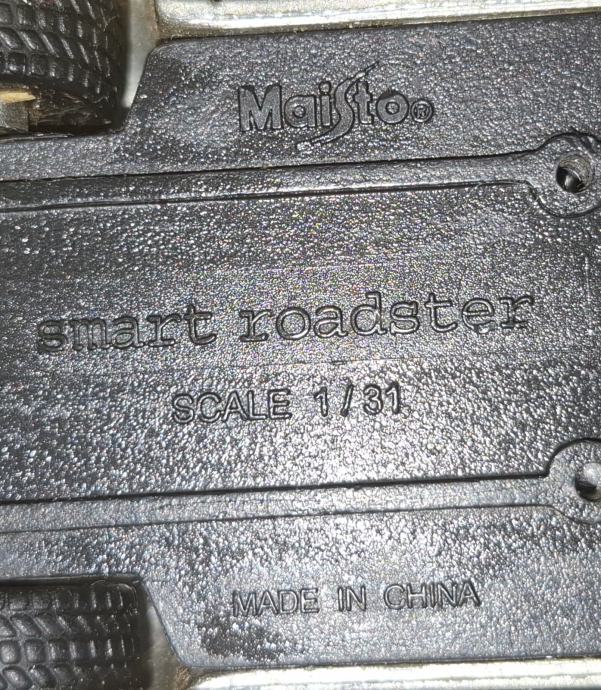 Maisto®
smart roadster
SCALE 1/31
MADE IN CHINA